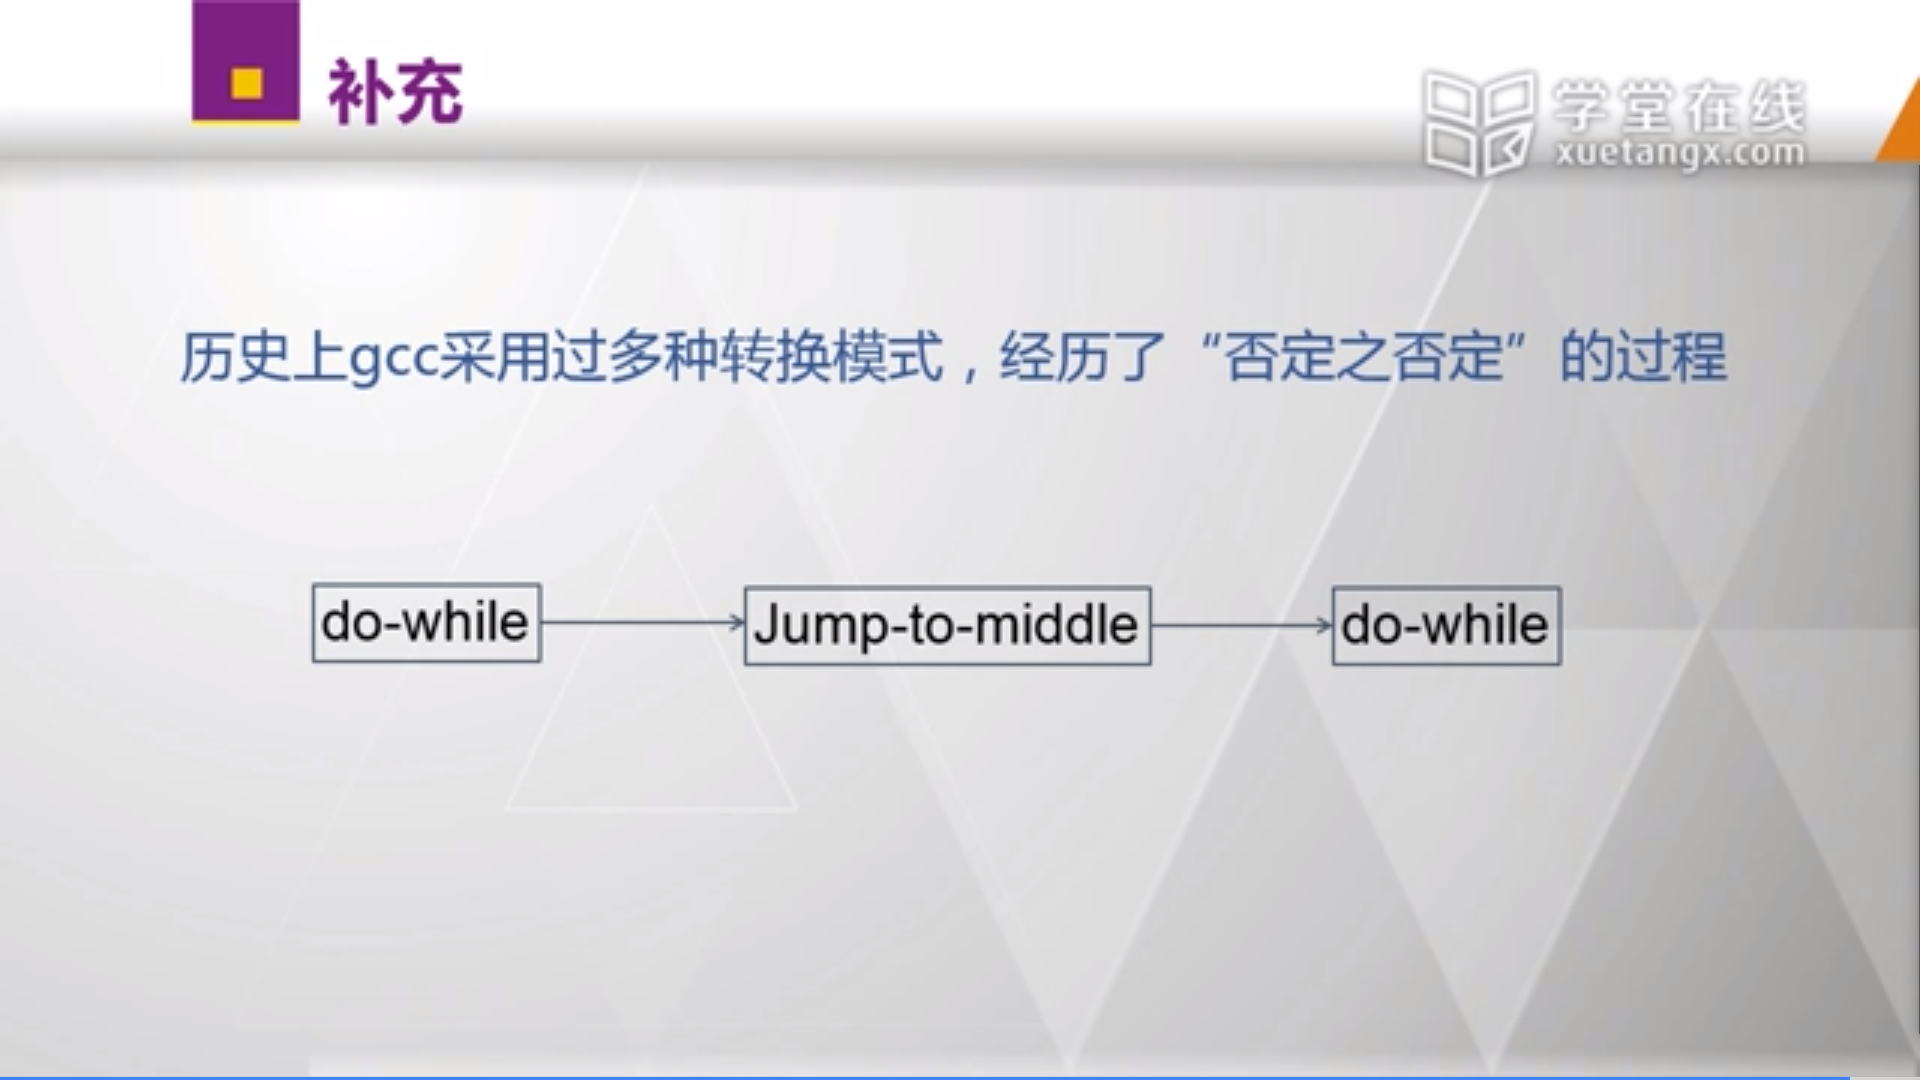 补充
学堂在线
xuetangx.com
历史上gcc采用过多种转换模式，经历了“否定之否定”的过程
do-while
Jump-to-middle
do-while